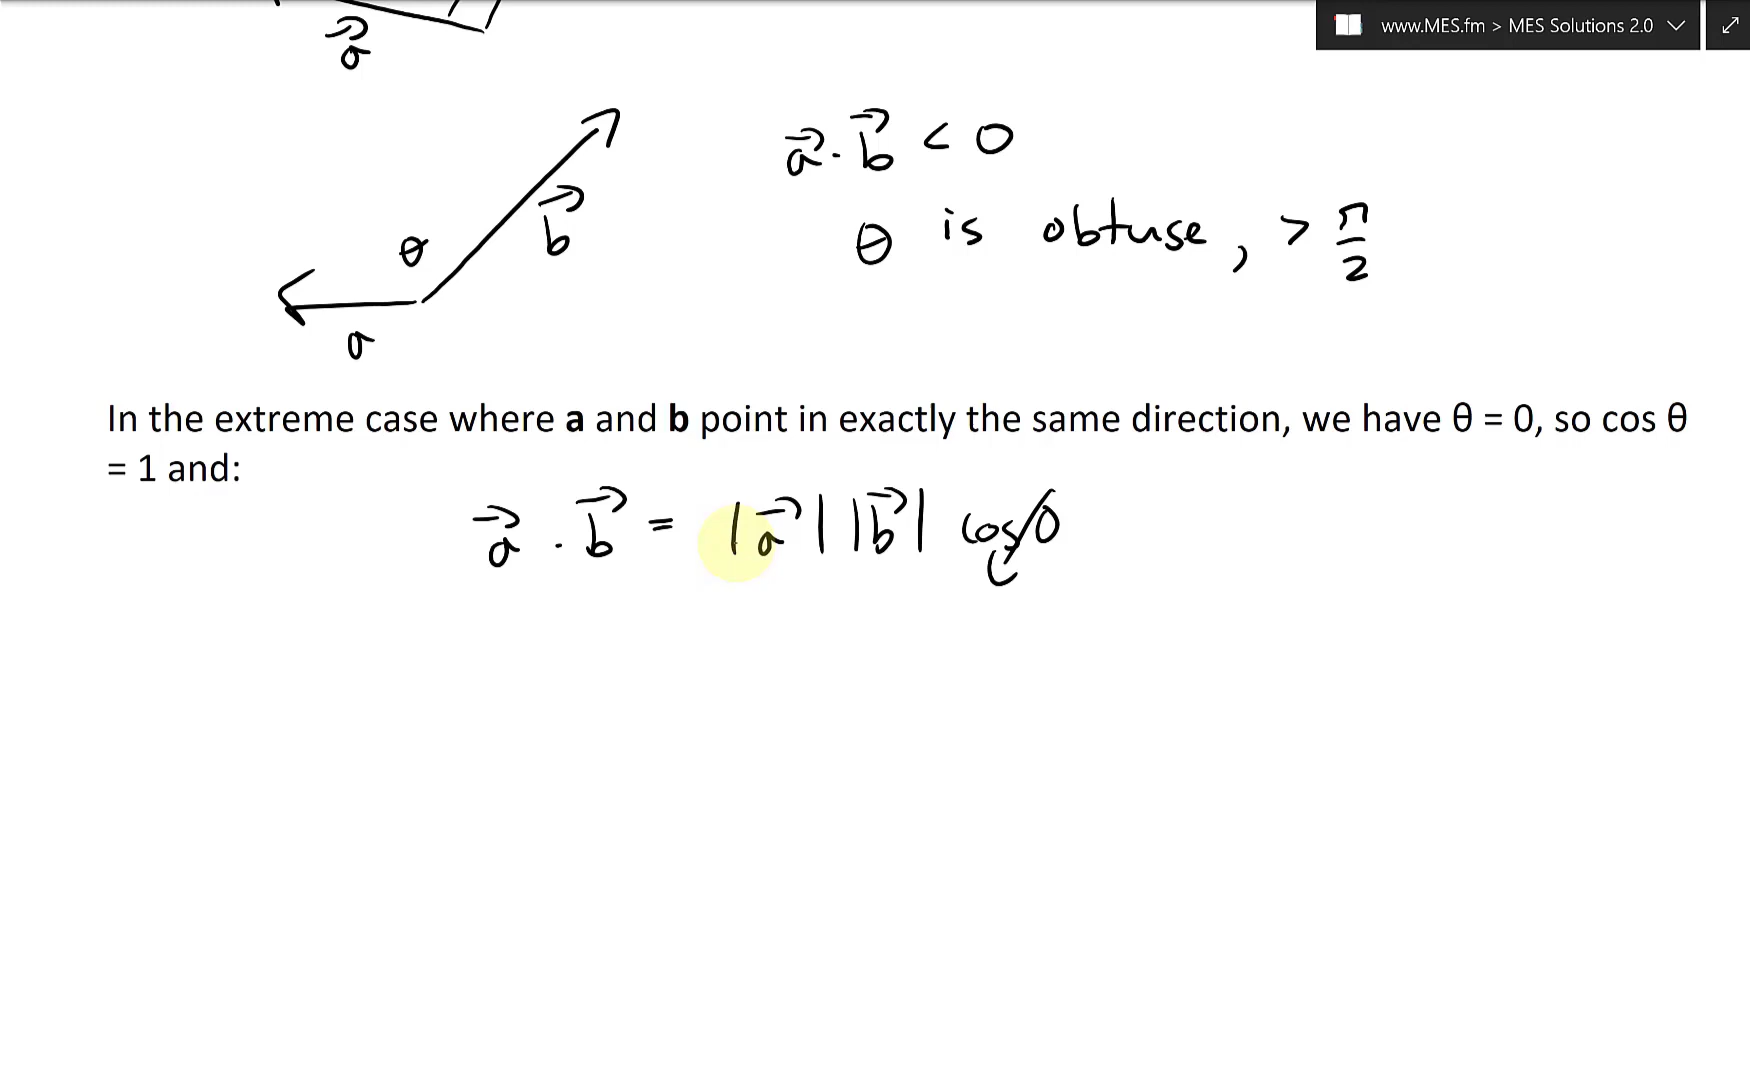 www.MES.fm > MES Solutions 2.0
a⃗
a⃗ · b⃗ < 0
b⃗
θ
θ is obtuse, > π/2
a
In the extreme case where a and b point in exactly the same direction, we have θ = 0, so cos θ
= 1 and:
a⃗ · b⃗ = |a⃗| |b⃗| cos 0